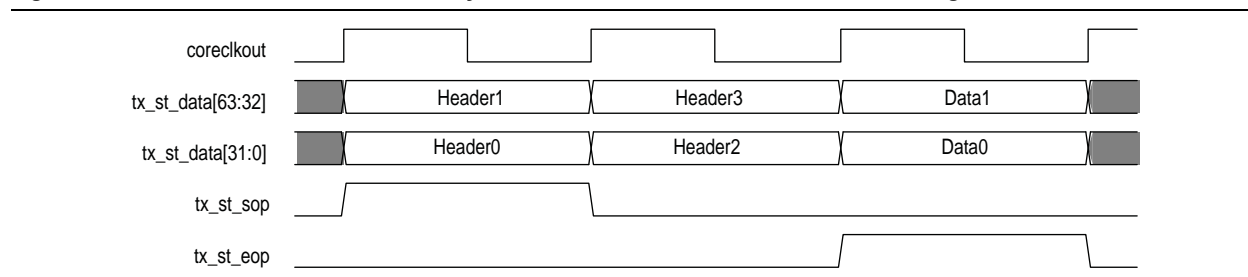 coreclkout
tx_st_data[63:32] Header1 Header3 Data1
tx_st_data[31:0] Header0 Header2 Data0
tx_st_sop
tx_st_eop